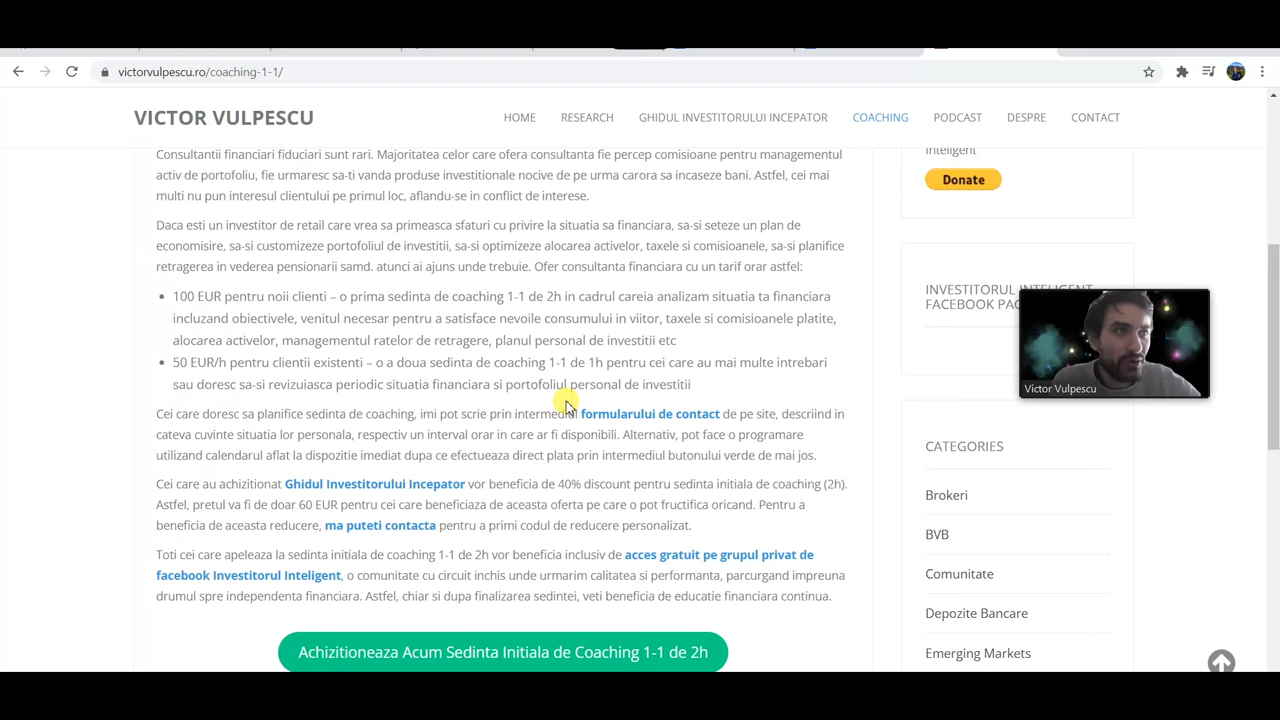 victorvulpescu.ro/coaching-1-1/
VICTOR VULPESCU
HOME
RESEARCH
GHIDUL INVESTITORULUI INCEPATOR
COACHING
PODCAST
DESPRE
CONTACT
Consultantii financiari fiduciari sunt rari. Majoritatea celor care ofera consultanta fie percep comisioane pentru managementul
activ de portofoliu, fie urmaresc sa-ti vanda produse investitionale nocive de pe urma carora sa incaseze bani. Astfel, cei mai
multi nu pun interesul clientului pe primul loc, aflandu-se in conflict de interese.
Daca esti un investitor de retail care vrea sa primeasca sfaturi cu privire la situatia sa financiara, sa-si seteze un plan de
economisire, sa-si customizeze portofoliul de investitii, sa-si optimizeze alocarea activelor, taxele si comisioanele, sa-si planifice
retragerea in vederea pensionarii samd. atunci ai ajuns unde trebuie. Ofer consultanta financiara cu un tarif orar astfel:
• 100 EUR pentru noii clienti – o prima sedinta de coaching 1-1 de 2h in cadrul careia analizam situatia ta financiara
incluzand obiectivele, venitul necesar pentru a satisface nevoile consumului in viitor, taxele si comisioanele platite,
alocarea activelor, managementul ratelor de retragere, planul personal de investitii etc
• 50 EUR/h pentru clientii existenti – o a doua sedinta de coaching 1-1 de 1h pentru cei care au mai multe intrebari
sau doresc sa-si revizuiasca periodic situatia financiara si portofoliul personal de investitii
Cei care doresc sa planifice sedinta de coaching, imi pot scrie prin intermediul formularului de contact de pe site, descriind in
cateva cuvinte situatia lor personala, respectiv un interval orar in care ar fi disponibili. Alternativ, pot face o programare
utilizand calendarul aflat la dispozitie imediat dupa ce efectueaza direct plata prin intermediul butonului verde de mai jos.
Cei care au achizitionat Ghidul Investitorului Incepator vor beneficia de 40% discount pentru sedinta initiala de coaching (2h).
Astfel, pretul va fi de doar 60 EUR pentru cei care beneficiaza de aceasta oferta pe care o pot fructifica oricand. Pentru a
beneficia de aceasta reducere, ma puteti contacta pentru a primi codul de reducere personalizat.
Toti cei care apeleaza la sedinta initiala de coaching 1-1 de 2h vor beneficia inclusiv de acces gratuit pe grupul privat de
facebook Investitorul Inteligent, o comunitate cu circuit inchis unde urmarim calitatea si performanta, parcurgand impreuna
drumul spre independenta financiara. Astfel, chiar si dupa finalizarea sedintei, veti beneficia de educatie financiara continua.
Achizitioneaza Acum Sedinta Initiala de Coaching 1-1 de 2h
Inteligent
Donate
INVESTITORUL INTELIGENT
FACEBOOK
Victor Vulpescu
CATEGORIES
Brokeri
BVB
Comunitate
Depozite Bancare
Emerging Markets